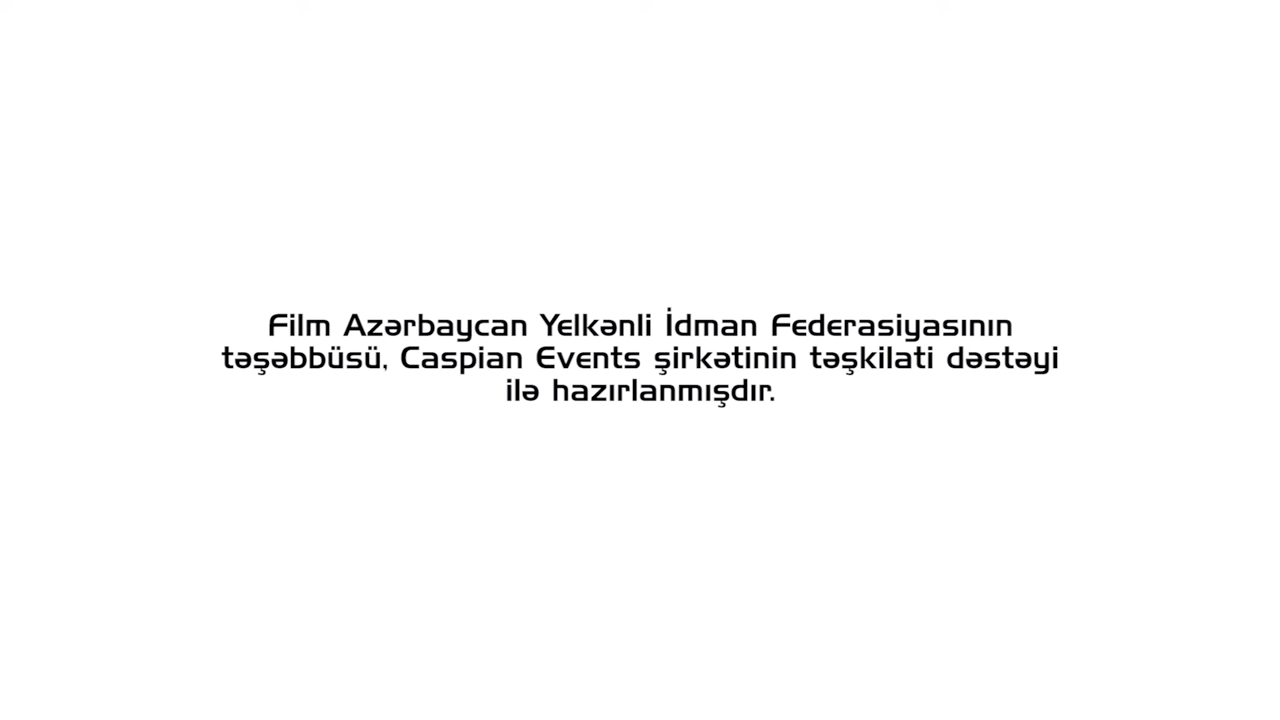 Film Azərbaycan Yelkənli İdman Federasiyasının
təşəbbüsü, Caspian Events şirkətinin təşkilati dəstəyi
ilə hazırlanmışdır.